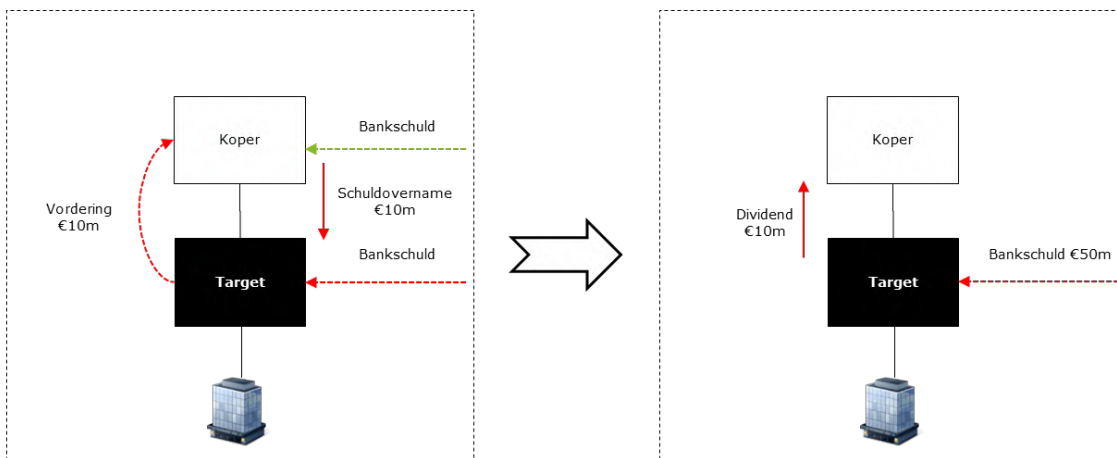 Koper
Bankschuld
Schuldovername
€10m
Vordering
€10m
Bankschuld
Target
Koper
Dividend
€10m
Bankschuld €50m
Target